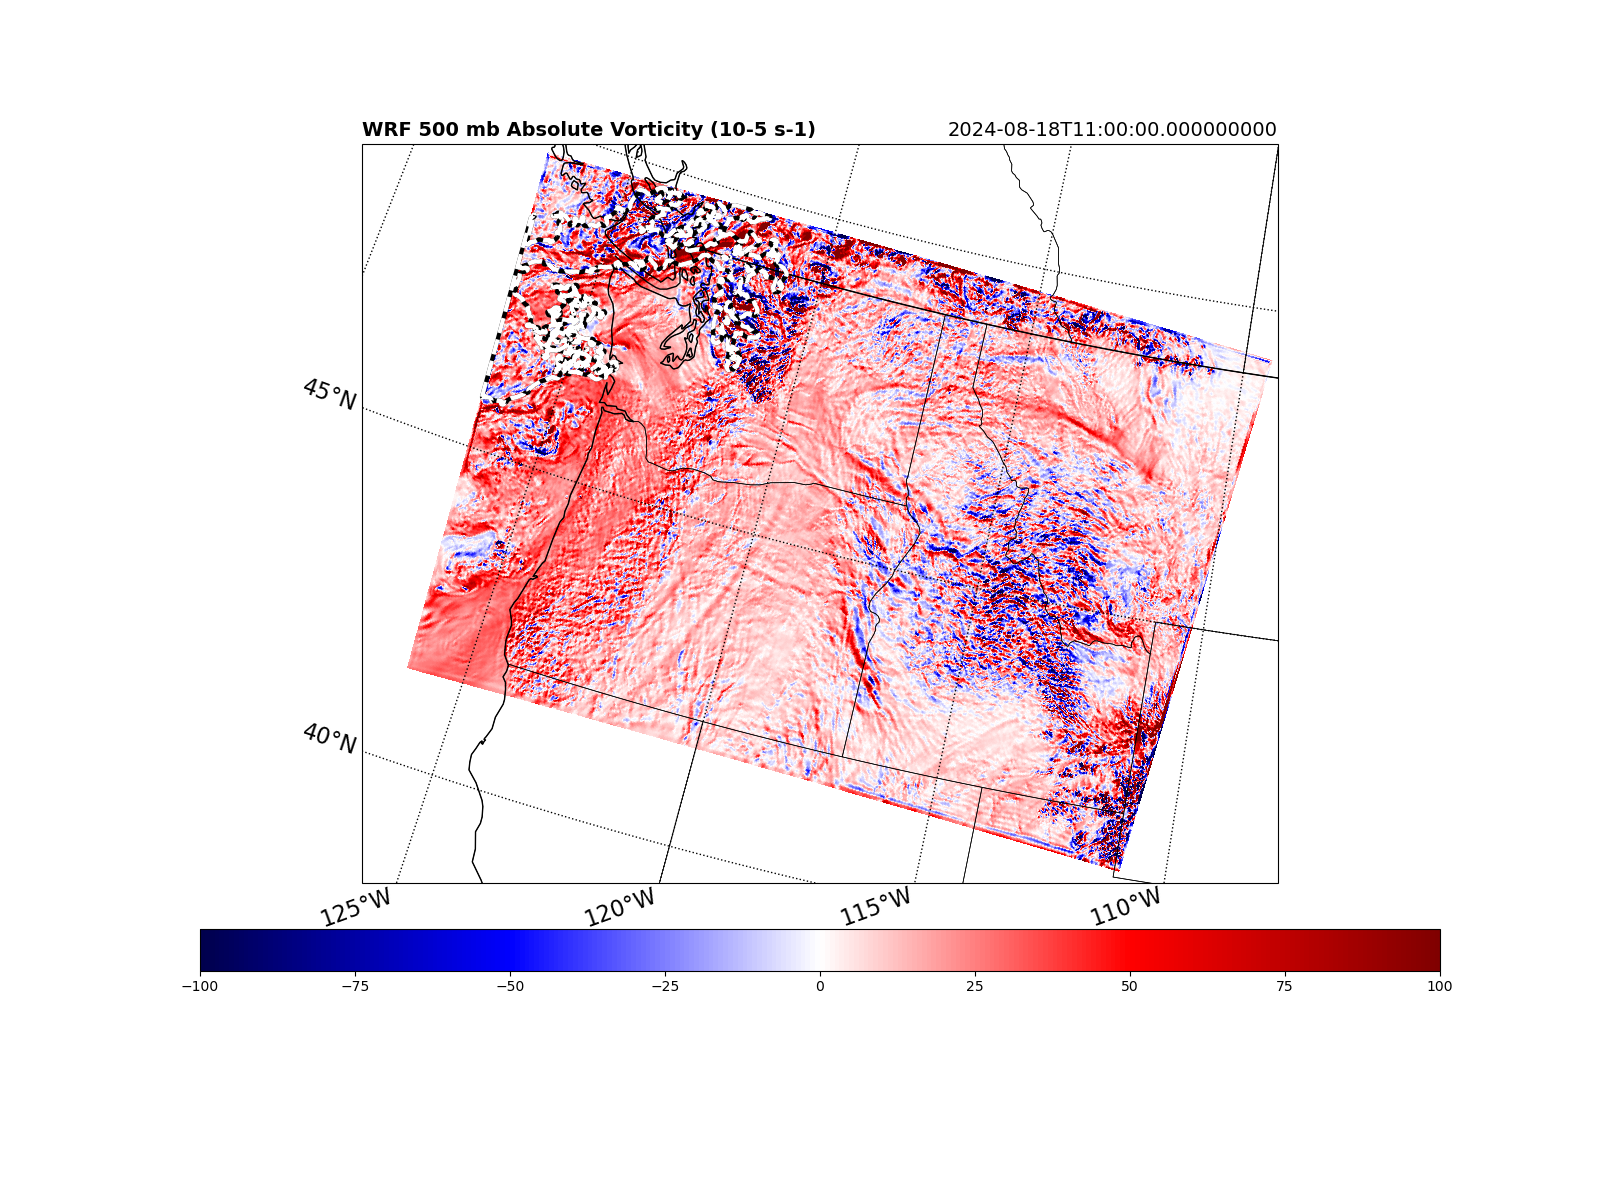 WRF 500 mb Absolute Vorticity (10-5 s-1) 2024-08-18T11:00:00.000000000
45°N
40°N
125°W 120°W 115°W 110°W
−100 −75 −50 −25 0 25 50 75 100